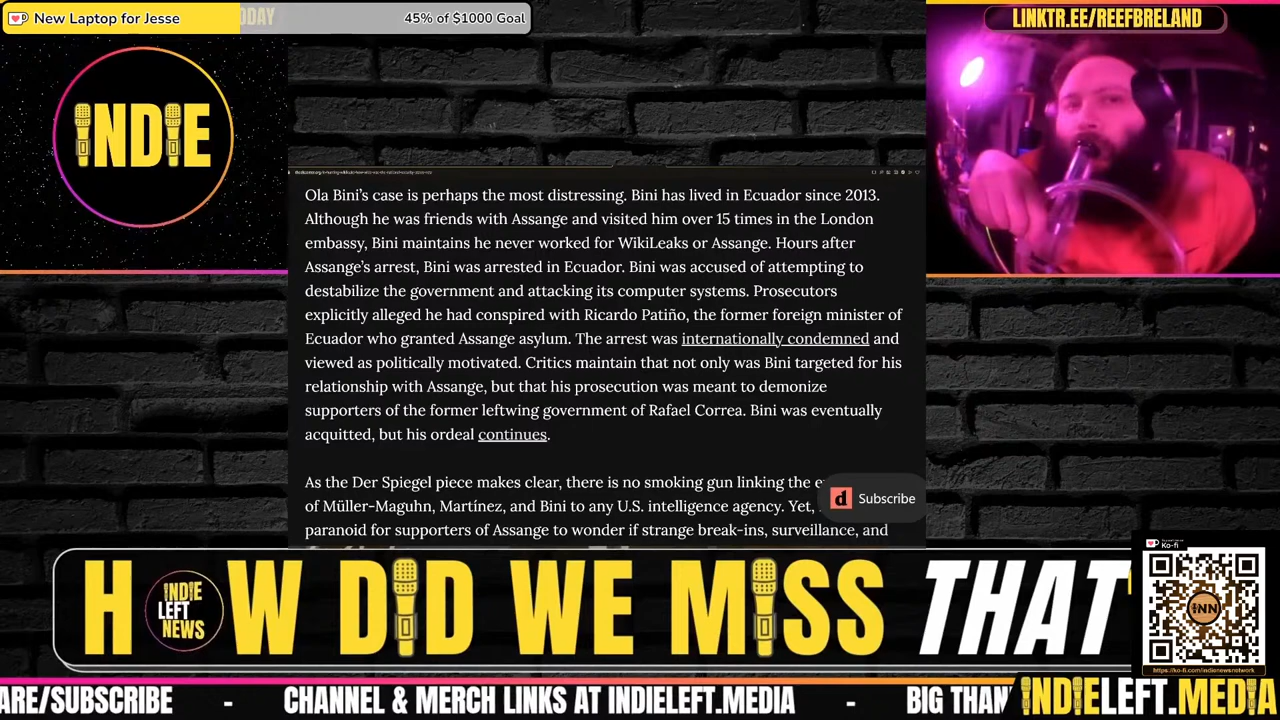 New Laptop for Jesse
ODAY
45% of $1000 Goal
LINKTR.EE/REEFBRELAND
INDIE
Ola Bini's case is perhaps the most distressing. Bini has lived in Ecuador since 2013.
Although he was friends with Assange and visited him over 15 times in the London
embassy, Bini maintains he never worked for WikiLeaks or Assange. Hours after
Assange's arrest, Bini was arrested in Ecuador. Bini was accused of attempting to
destabilize the government and attacking its computer systems. Prosecutors
explicitly alleged he had conspired with Ricardo Patiño, the former foreign minister of
Ecuador who granted Assange asylum. The arrest was internationally condemned and
viewed as politically motivated. Critics maintain that not only was Bini targeted for his
relationship with Assange, but that his prosecution was meant to demonize
supporters of the former leftwing government of Rafael Correa. Bini was eventually
acquitted, but his ordeal continues.
As the Der Spiegel piece makes clear, there is no smoking gun linking the
of Müller-Maguhn, Martínez, and Bini to any U.S. intelligence agency. Yet,
paranoid for supporters of Assange to wonder if strange break-ins, surveillance, and
d Subscribe
HOW DID WE MISS THAT
INDIE
LEFT
NEWS
Ko-fi
INN
https://ko-fi.com/indienewsnetwork
ARE/SUBSCRIBE - CHANNEL & MERCH LINKS AT INDIELEFT.MEDIA - BIG THAN
INDIELEFT.MEDIA